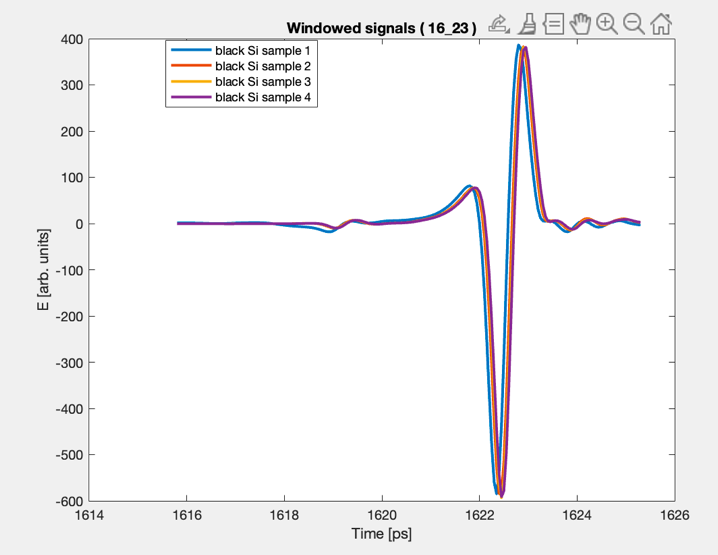 Windowed signals ( 16_23 )
black Si sample 1
black Si sample 2
black Si sample 3
black Si sample 4
400
300
200
100
0
-100
-200
-300
-400
-500
-600
E [arb. units]
1614 1616 1618 1620 1622 1624 1626
Time [ps]